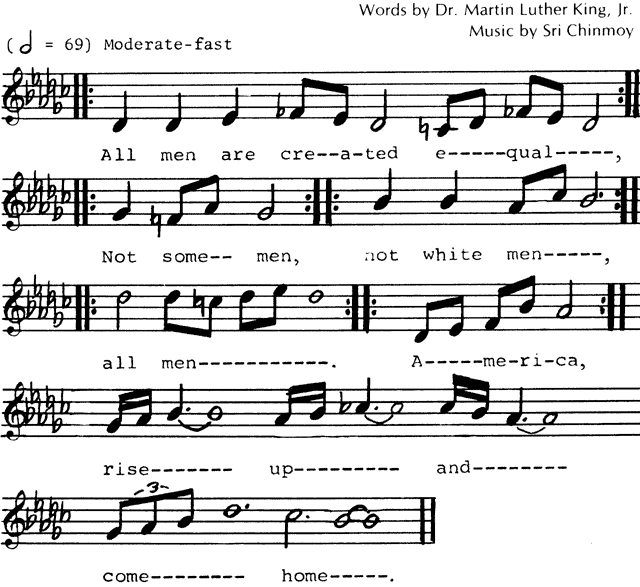 Words by Dr. Martin Luther King, Jr.
Music by Sri Chinmoy
(𝅗𝅥 = 69) Moderate-fast
All men are cre--a-ted e-----qual-----,
Not some-- men, not white men-----,
all men-----------. A-----me-ri-ca,
rise------- up--------- and--------
3
come-------- home-----.